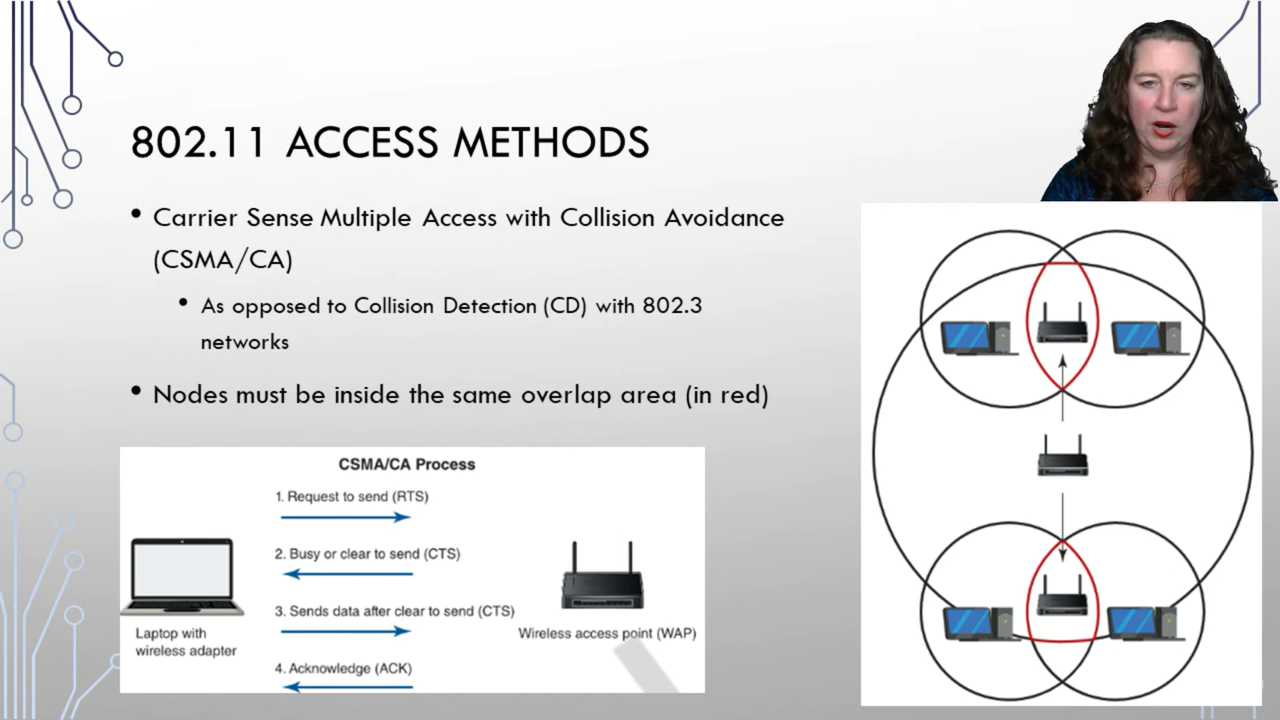 802.11 ACCESS METHODS
• Carrier Sense Multiple Access with Collision Avoidance
(CSMA/CA)
• As opposed to Collision Detection (CD) with 802.3
networks
• Nodes must be inside the same overlap area (in red)
CSMA/CA Process
1. Request to send (RTS)
2. Busy or clear to send (CTS)
3. Sends data after clear to send (CTS)
4. Acknowledge (ACK)
Laptop with
wireless adapter
Wireless access point (WAP)